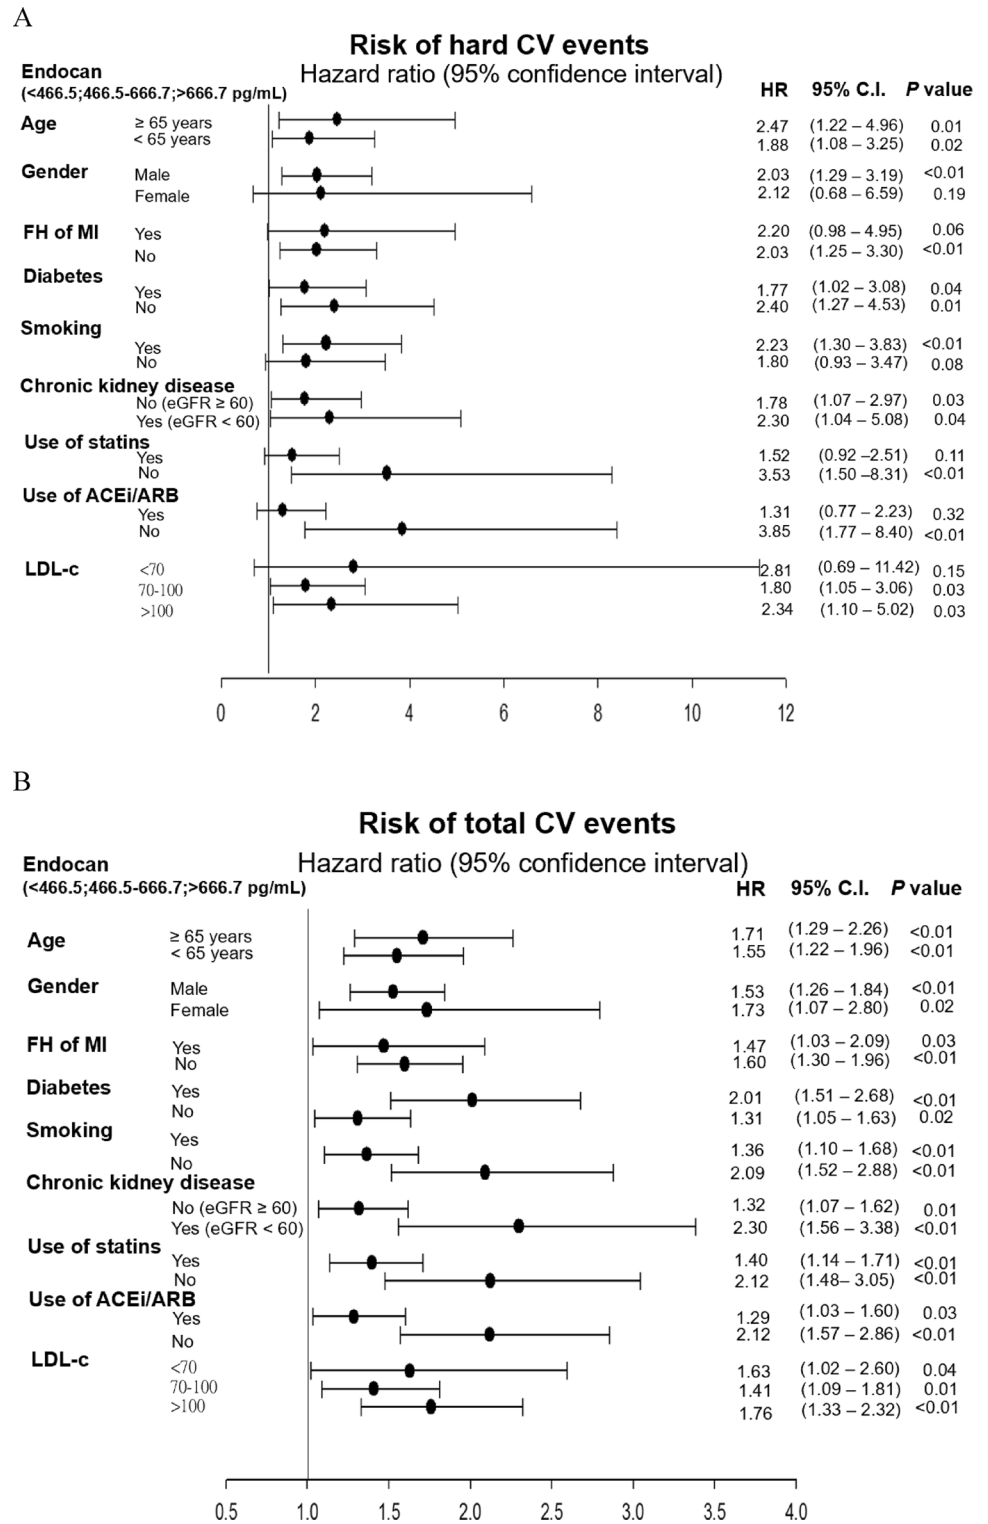 A
Risk of hard CV events
Endocan
Hazard ratio (95% confidence interval)
(<466.5;466.5-666.7;>666.7 pg/mL)
HR 95% C.I. P value
Age ≥ 65 years 2.47 (1.22 – 4.96) 0.01
< 65 years 1.88 (1.08 – 3.25) 0.02
Gender Male 2.03 (1.29 – 3.19) <0.01
Female 2.12 (0.68 – 6.59) 0.19
FH of MI Yes 2.20 (0.98 – 4.95) 0.06
No 2.03 (1.25 – 3.30) <0.01
Diabetes
Yes 1.77 (1.02 – 3.08) 0.04
No 2.40 (1.27 – 4.53) 0.01
Smoking
Yes 2.23 (1.30 – 3.83) <0.01
No 1.80 (0.93 – 3.47) 0.08
Chronic kidney disease
No (eGFR ≥ 60) 1.78 (1.07 – 2.97) 0.03
Yes (eGFR < 60) 2.30 (1.04 – 5.08) 0.04
Use of statins
Yes 1.52 (0.92 –2.51) 0.11
No 3.53 (1.50 –8.31) <0.01
Use of ACEi/ARB
Yes 1.31 (0.77 – 2.23) 0.32
No 3.85 (1.77 – 8.40) <0.01
LDL-c <70 2.81 (0.69 – 11.42) 0.15
70-100 1.80 (1.05 – 3.06) 0.03
>100 2.34 (1.10 – 5.02) 0.03
0 2 4 6 8 10 12
B
Risk of total CV events
Endocan
Hazard ratio (95% confidence interval)
(<466.5;466.5-666.7;>666.7 pg/mL)
HR 95% C.I. P value
Age ≥ 65 years 1.71 (1.29 – 2.26) <0.01
< 65 years 1.55 (1.22 – 1.96) <0.01
Gender Male 1.53 (1.26 – 1.84) <0.01
Female 1.73 (1.07 – 2.80) 0.02
FH of MI Yes 1.47 (1.03 – 2.09) 0.03
No 1.60 (1.30 – 1.96) <0.01
Diabetes Yes 2.01 (1.51 – 2.68) <0.01
No 1.31 (1.05 – 1.63) 0.02
Smoking
Yes 1.36 (1.10 – 1.68) <0.01
No 2.09 (1.52 – 2.88) <0.01
Chronic kidney disease
No (eGFR ≥ 60) 1.32 (1.07 – 1.62) 0.01
Yes (eGFR < 60) 2.30 (1.56 – 3.38) <0.01
Use of statins
Yes 1.40 (1.14 – 1.71) <0.01
No 2.12 (1.48– 3.05) <0.01
Use of ACEi/ARB
Yes 1.29 (1.03 – 1.60) 0.03
No 2.12 (1.57 – 2.86) <0.01
LDL-c <70 1.63 (1.02 – 2.60) 0.04
70-100 1.41 (1.09 – 1.81) 0.01
>100 1.76 (1.33 – 2.32) <0.01
0.5 1.0 1.5 2.0 2.5 3.0 3.5 4.0